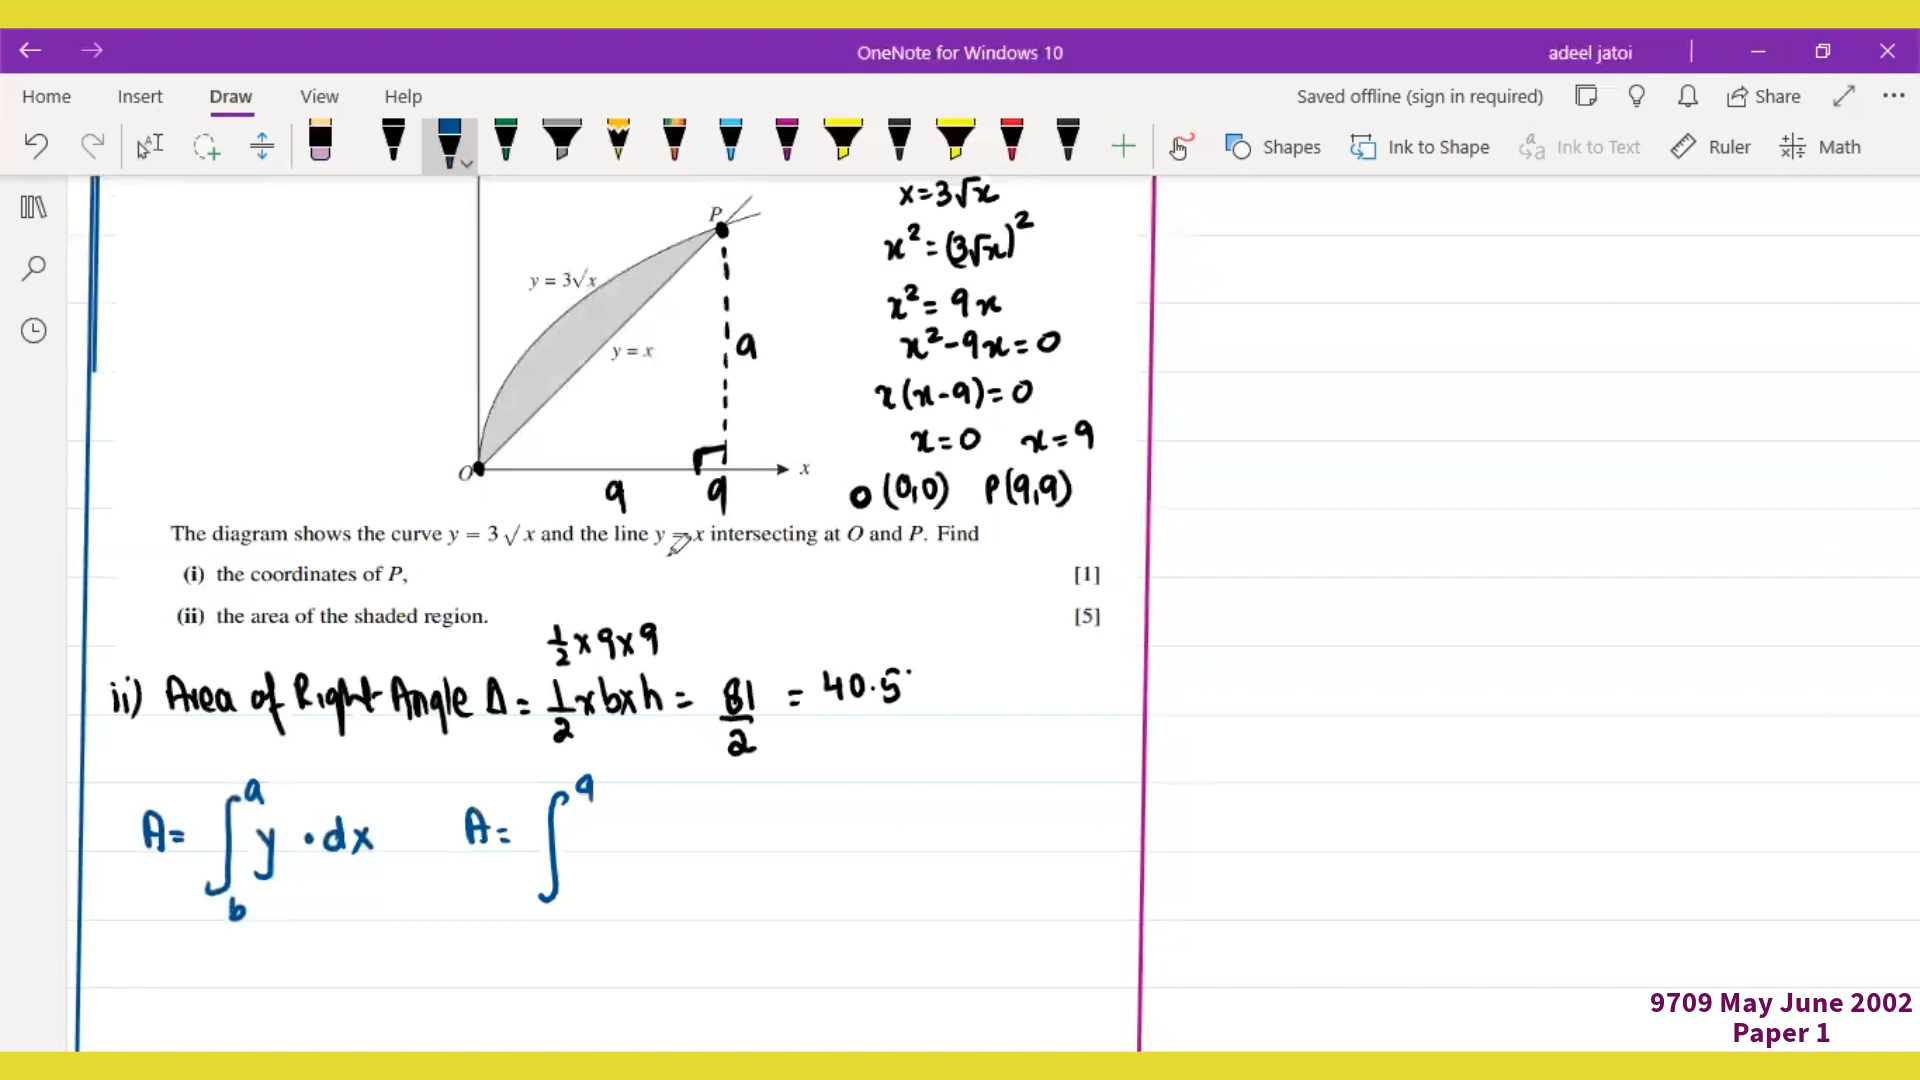 OneNote for Windows 10
adeel jatoi
Home Insert Draw View Help
Saved offline (sign in required)
Share
Shapes
Ink to Shape
Ink to Text
Ruler
Math
P
y = 3√x
y = x
9
O
x
9 9
x=3√x
x²=(3√x)²
x²=9x
x²-9x=0
x(x-9)=0
x=0 x=9
O(0,0) P(9,9)
The diagram shows the curve y = 3√x and the line y = x intersecting at O and P. Find
(i) the coordinates of P, [1]
(ii) the area of the shaded region. [5]
½×9×9
ii) Area of Right Angle Δ = ½×b×h = 81/2 = 40.5
A= ∫ᵃ_b y · dx A= ∫⁹
9709 May June 2002
Paper 1